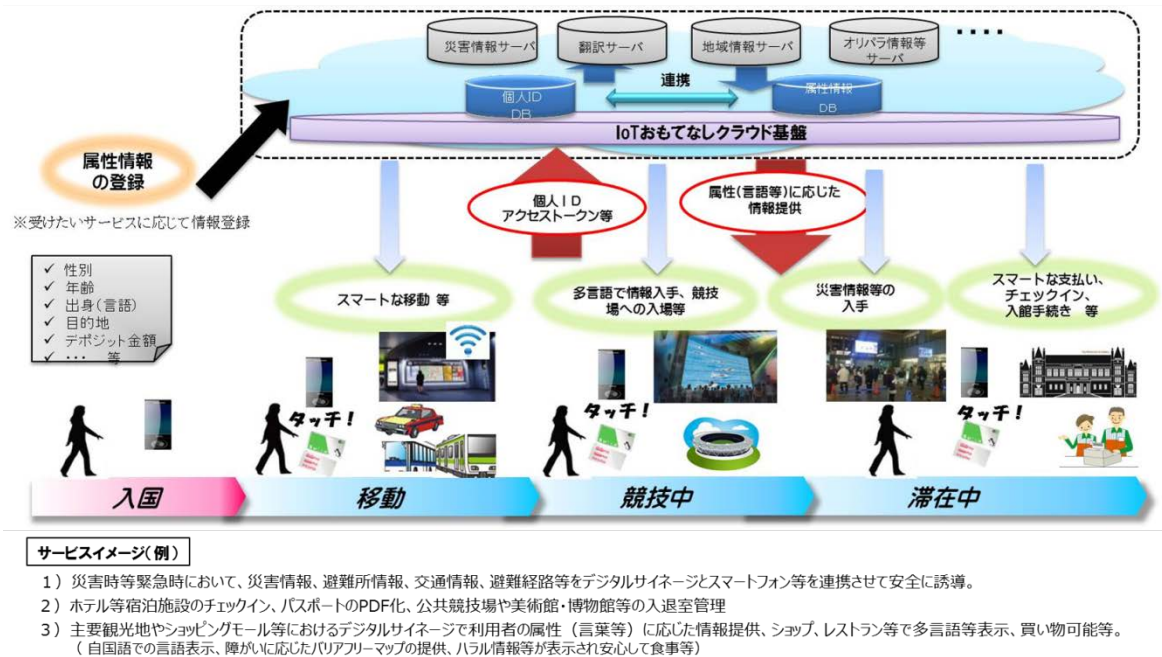 災害情報サーバ
翻訳サーバ
地域情報サーバ
オリパラ情報等
サーバ
・・・・
連携
個人ID
DB
属性情報
DB
IoTおもてなしクラウド基盤
属性情報
の登録
※受けたいサービスに応じて情報登録
個人ID
アクセストークン等
属性(言語等)に応じた
情報提供
✓ 性別
✓ 年齢
✓ 出身(言語)
✓ 目的地
✓ デポジット金額
✓ ・・・ 等
スマートな移動 等
多言語で情報入手、競技
場への入場等
災害情報等の
入手
スマートな支払い、
チェックイン、
入館手続き 等
タッチ!
タッチ!
タッチ!
入国
移動
競技中
滞在中
サービスイメージ(例)
1)災害時等緊急時において、災害情報、避難所情報、交通情報、避難経路等をデジタルサイネージとスマートフォン等を連携させて安全に誘導。
2)ホテル等宿泊施設のチェックイン、パスポートのPDF化、公共競技場や美術館・博物館等の入退室管理
3)主要観光地やショッピングモール等におけるデジタルサイネージで利用者の属性(言葉等)に応じた情報提供、ショップ、レストラン等で多言語等表示、買い物可能等。
(自国語での言語表示、障がいに応じたバリアフリーマップの提供、ハラル情報等が表示され安心して食事等)